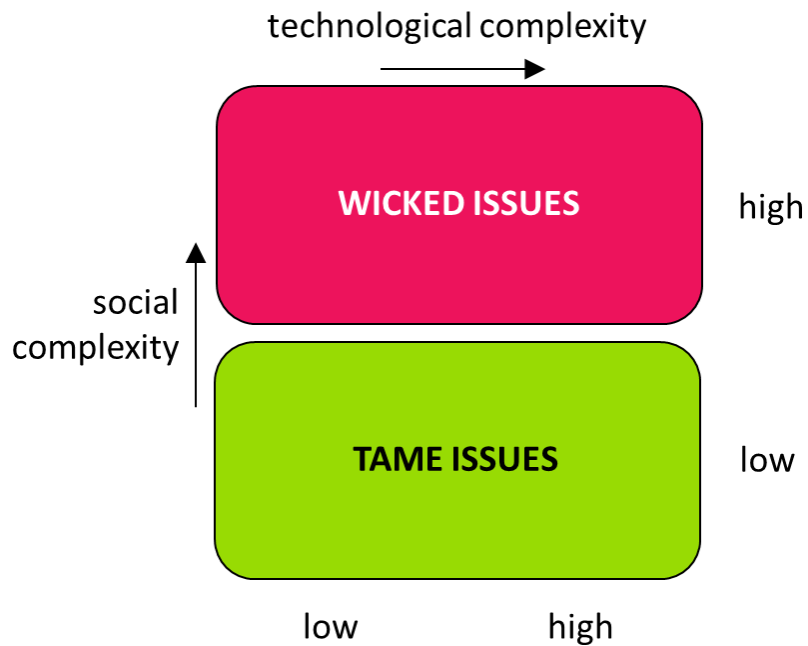 technological complexity
WICKED ISSUES
high
social
complexity
TAME ISSUES
low
low
high